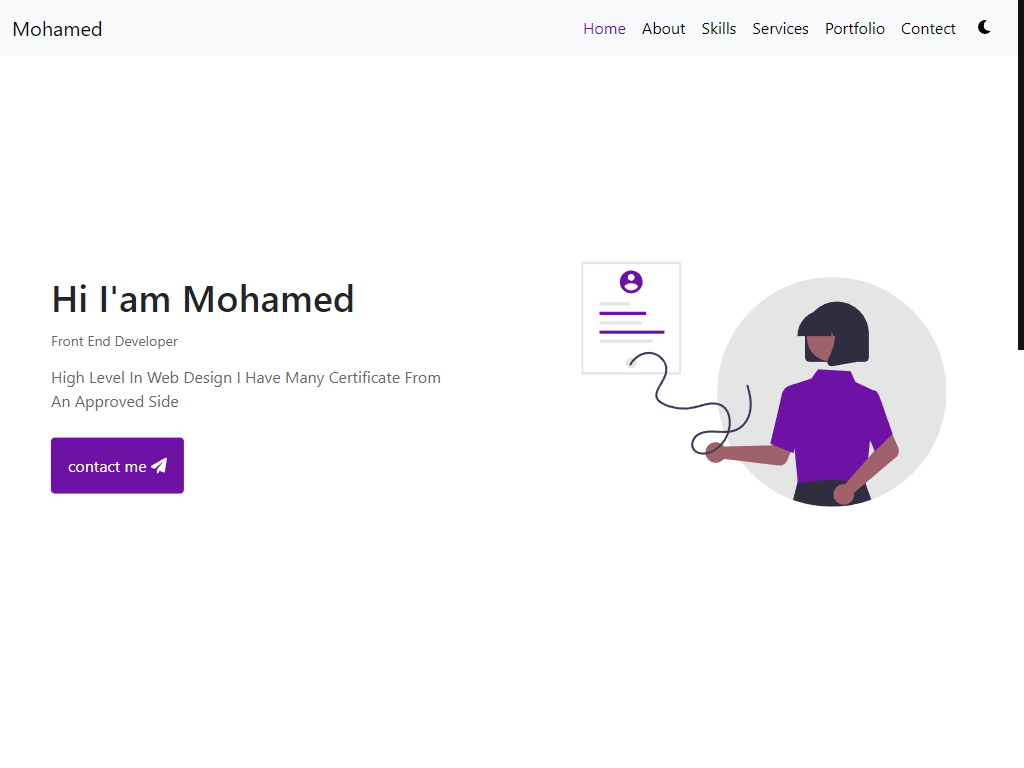 Mohamed
Home About Skills Services Portfolio Contect
Hi I'am Mohamed
Front End Developer
High Level In Web Design I Have Many Certificate From
An Approved Side
contact me